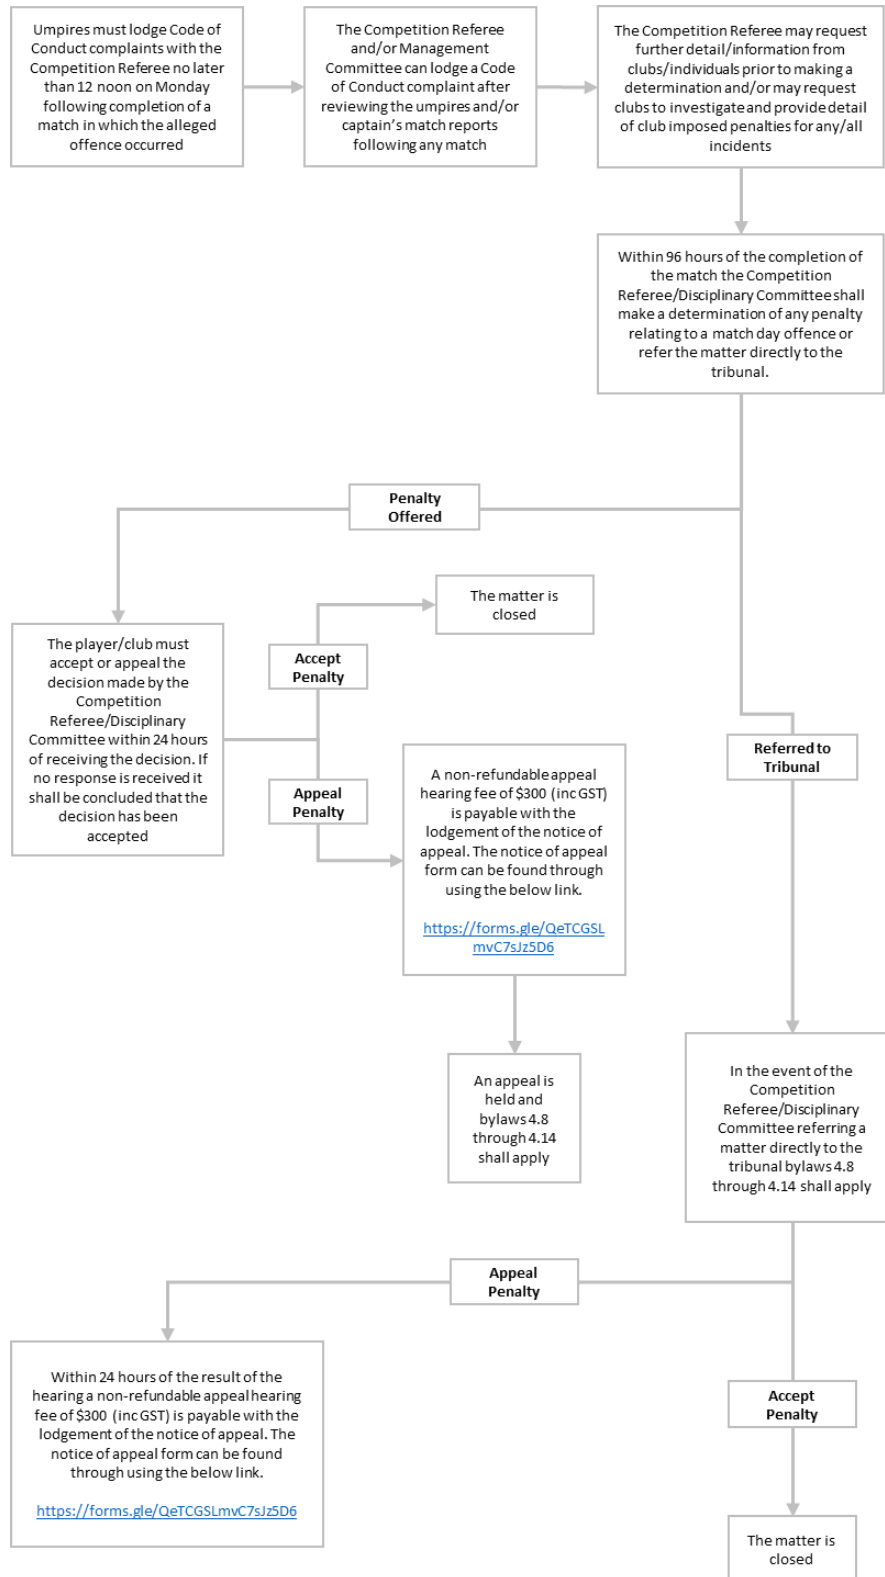 Umpires must lodge Code of
Conduct complaints with the
Competition Referee no later
than 12 noon on Monday
following completion of a
match in which the alleged
offence occurred
The Competition Referee
and/or Management
Committee can lodge a Code
of Conduct complaint after
reviewing the umpires and/or
captain's match reports
following any match
The Competition Referee may request
further detail/information from
clubs/individuals prior to making a
determination and/or may request
clubs to investigate and provide detail
of club imposed penalties for any/all
incidents
Within 96 hours of the completion of
the match the Competition
Referee/Disciplinary Committee shall
make a determination of any penalty
relating to a match day offence or
refer the matter directly to the
tribunal.
Penalty
Offered
The player/club must
accept or appeal the
decision made by the
Competition
Referee/Disciplinary
Committee within 24 hours
of receiving the decision. If
no response is received it
shall be concluded that the
decision has been
accepted
Accept
Penalty
The matter is
closed
Appeal
Penalty
A non-refundable appeal
hearing fee of $300 (inc GST)
is payable with the
lodgement of the notice of
appeal. The notice of appeal
form can be found through
using the below link.
https://forms.gle/QeTCGSL
mvC7sJz5D6
An appeal is
held and
bylaws 4.8
through 4.14
shall apply
Referred to
Tribunal
In the event of the
Competition
Referee/Disciplinary
Committee referring a
matter directly to the
tribunal bylaws 4.8
through 4.14 shall apply
Appeal
Penalty
Within 24 hours of the result of the
hearing a non-refundable appeal hearing
fee of $300 (inc GST) is payable with the
lodgement of the notice of appeal. The
notice of appeal form can be found
through using the below link.
https://forms.gle/QeTCGSLmvC7sJz5D6
Accept
Penalty
The matter is
closed